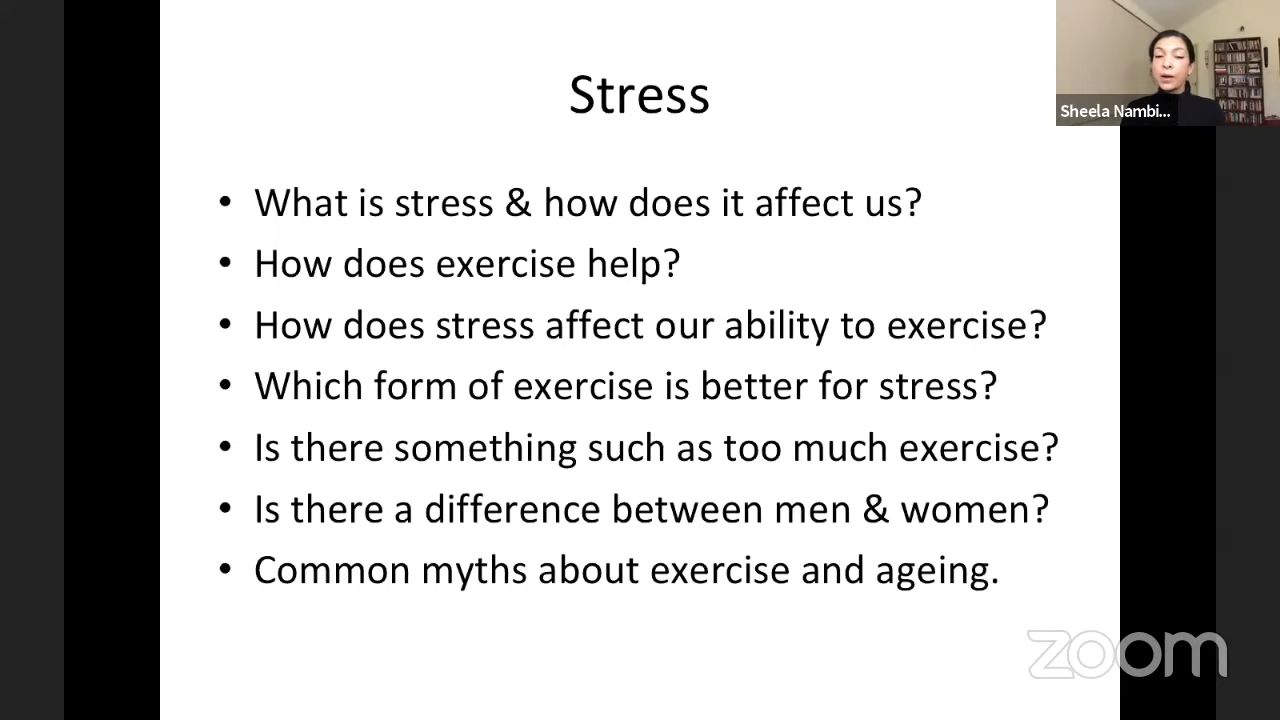 Stress
Sheela Nambi...
• What is stress & how does it affect us?
• How does exercise help?
• How does stress affect our ability to exercise?
• Which form of exercise is better for stress?
• Is there something such as too much exercise?
• Is there a difference between men & women?
• Common myths about exercise and ageing.
zoom